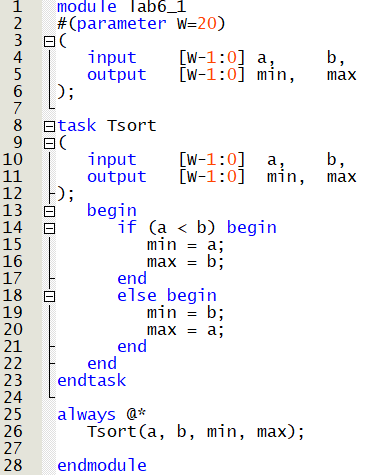 1 module lab6_1
2 #(parameter W=20)
3 (
4 input [W-1:0] a, b,
5 output [W-1:0] min, max
6 );
7
8 task Tsort
9 (
10 input [W-1:0] a, b,
11 output [W-1:0] min, max
12 );
13 begin
14 if (a < b) begin
15 min = a;
16 max = b;
17 end
18 else begin
19 min = b;
20 max = a;
21 end
22 end
23 endtask
24
25 always @*
26 Tsort(a, b, min, max);
27
28 endmodule